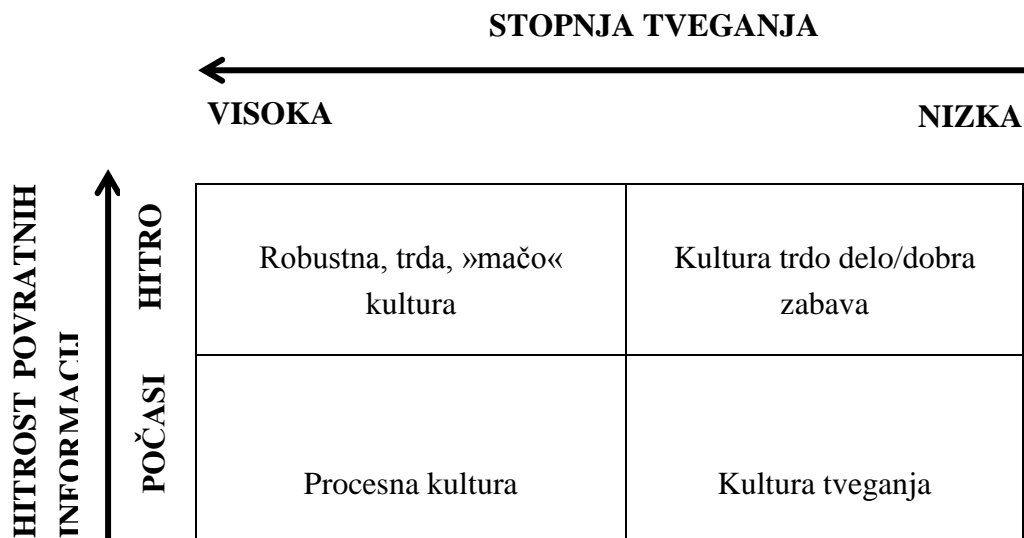 STOPNJA TVEGANJA
VISOKA NIZKA
HITROST POVRATNIH
INFORMACIJ
HITRO
Robustna, trda, »mačo«
kultura
Kultura trdo delo/dobra
zabava
POČASI
Procesna kultura
Kultura tveganja